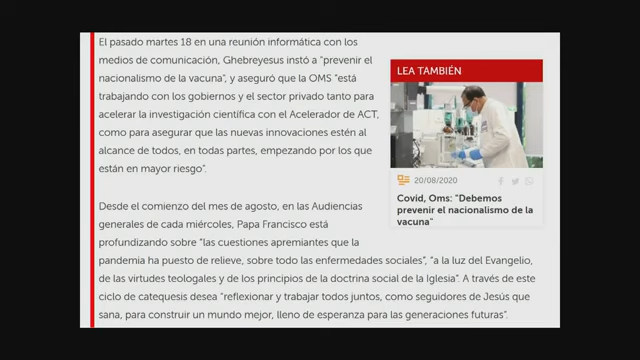 El pasado martes 18 en una reunión informática con los
medios de comunicación, Ghebreyesus instó a “prevenir el
nacionalismo de la vacuna”, y aseguró que la OMS “está
trabajando con los gobiernos y el sector privado tanto para
acelerar la investigación científica con el Acelerador de ACT,
como para asegurar que las nuevas innovaciones estén al
alcance de todos, en todas partes, empezando por los que
están en mayor riesgo”.
LEA TAMBIÉN
20/08/2020
Covid, Oms: "Debemos
prevenir el nacionalismo de la
vacuna"
Desde el comienzo del mes de agosto, en las Audiencias
generales de cada miércoles, Papa Francisco está
profundizando sobre “las cuestiones apremiantes que la
pandemia ha puesto de relieve, sobre todo las enfermedades sociales”, “a la luz del Evangelio,
de las virtudes teologales y de los principios de la doctrina social de la Iglesia”. A través de este
ciclo de catequesis desea “reflexionar y trabajar todos juntos, como seguidores de Jesús que
sana, para construir un mundo mejor, lleno de esperanza para las generaciones futuras”.